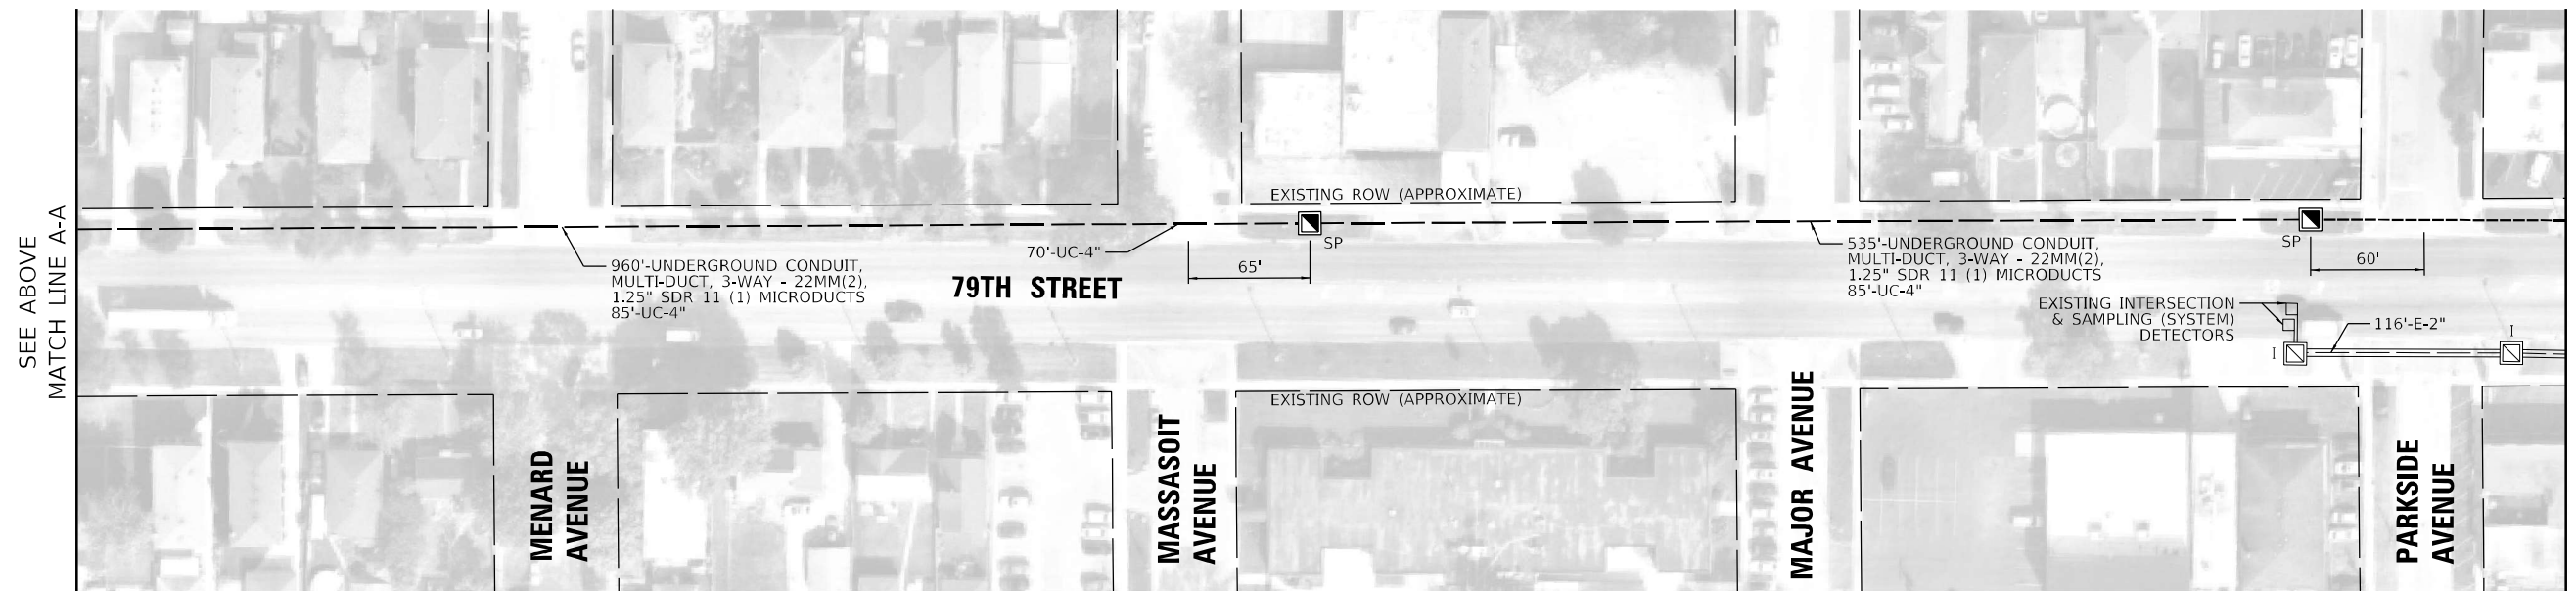 SEE ABOVE
MATCH LINE A-A
EXISTING ROW (APPROXIMATE)
SP
70'-UC-4"
65'
960'-UNDERGROUND CONDUIT,
MULTI-DUCT, 3-WAY - 22MM(2),
1.25" SDR 11 (1) MICRODUCTS
85'-UC-4"
79TH STREET
535'-UNDERGROUND CONDUIT,
MULTI-DUCT, 3-WAY - 22MM(2),
1.25" SDR 11 (1) MICRODUCTS
85'-UC-4"
SP
60'
EXISTING INTERSECTION
& SAMPLING (SYSTEM)
DETECTORS
116'-E-2"
I
I
EXISTING ROW (APPROXIMATE)
MENARD
AVENUE
MASSASOIT
AVENUE
MAJOR AVENUE
PARKSIDE
AVENUE